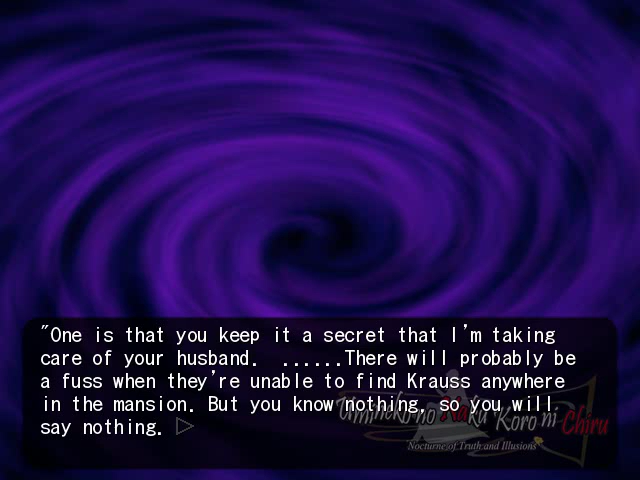 "One is that you keep it a secret that I'm taking
care of your husband.  ......There will probably be
a fuss when they're unable to find Krauss anywhere
in the mansion. But you know nothing, so you will
say nothing.
Umineko no Naku Koro ni Chiru
Nocturne of Truth and Illusions